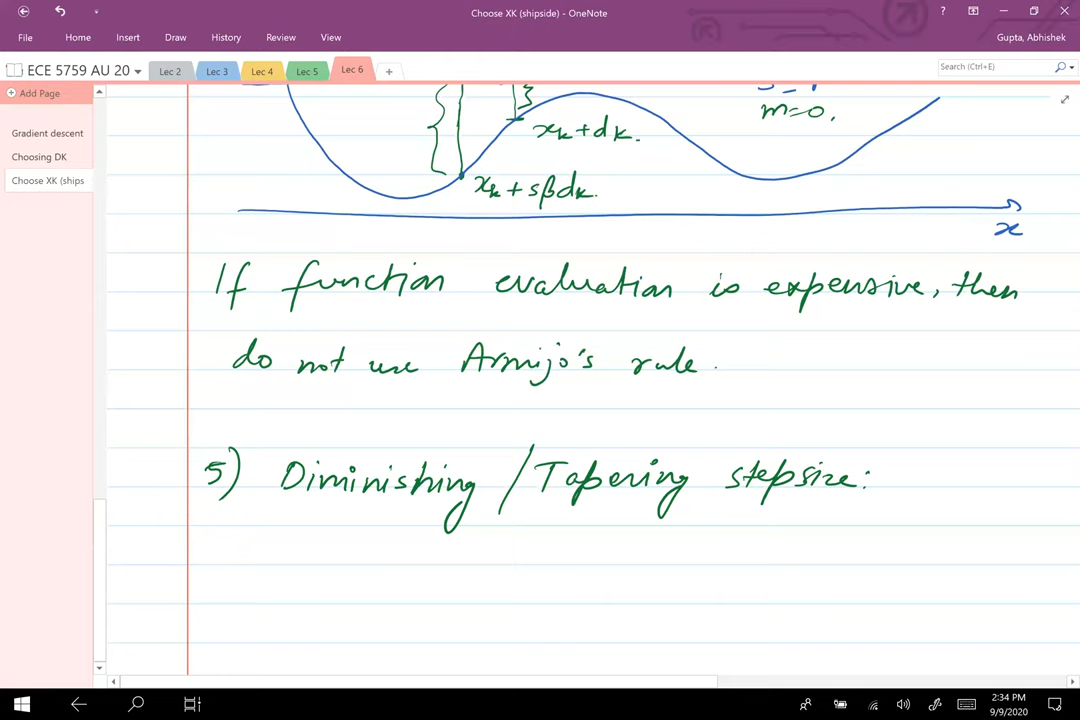 Choose XK (shipside) - OneNote
?
File
Home
Insert
Draw
History
Review
View
Gupta, Abhishek
ECE 5759 AU 20
Lec 2
Lec 3
Lec 4
Lec 5
Lec 6
Search (Ctrl+E)
Add Page
Gradient descent
Choosing DK
Choose XK (ships
m=0.
xk + dk.
xk + sβdk.
x
If function evaluation is expensive, then
do not use Armijo's rule.
5) Diminishing / Tapering stepsize:
2:34 PM
9/9/2020